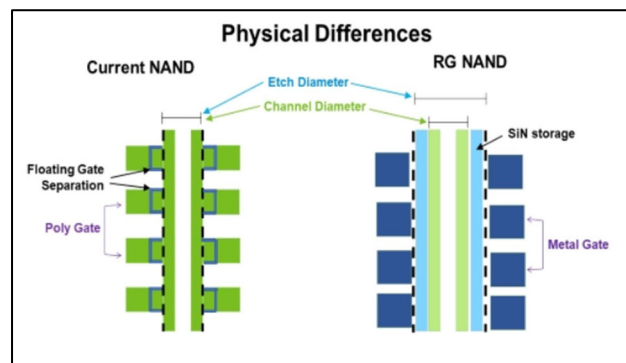 Physical Differences
Current NAND
RG NAND
Etch Diameter
Channel Diameter
SiN storage
Floating Gate
Separation
Poly Gate
Metal Gate